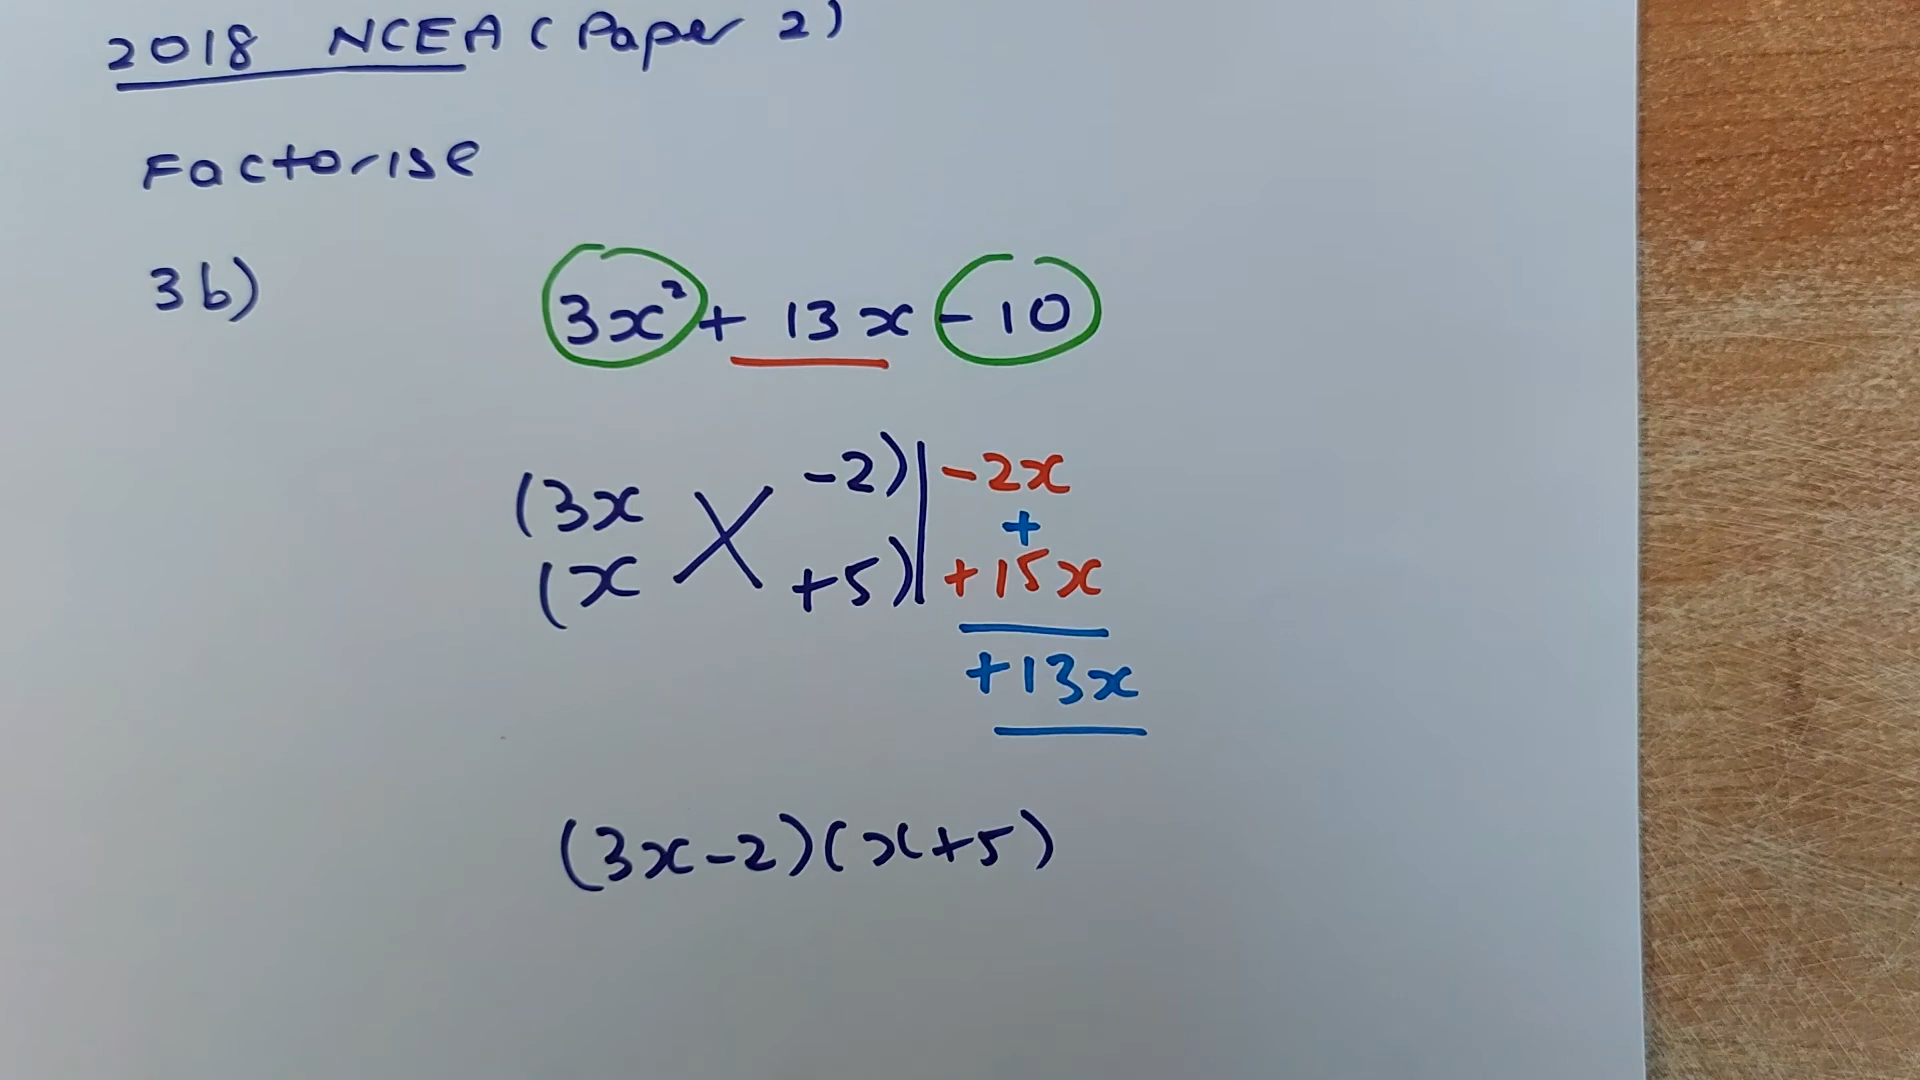 2018 NCEA (Paper 2)
Factorise
3b) 3x² + 13x - 10
(3x -2) | -2x
+
(x +5) | +15x
+13x
(3x-2)(x+5)